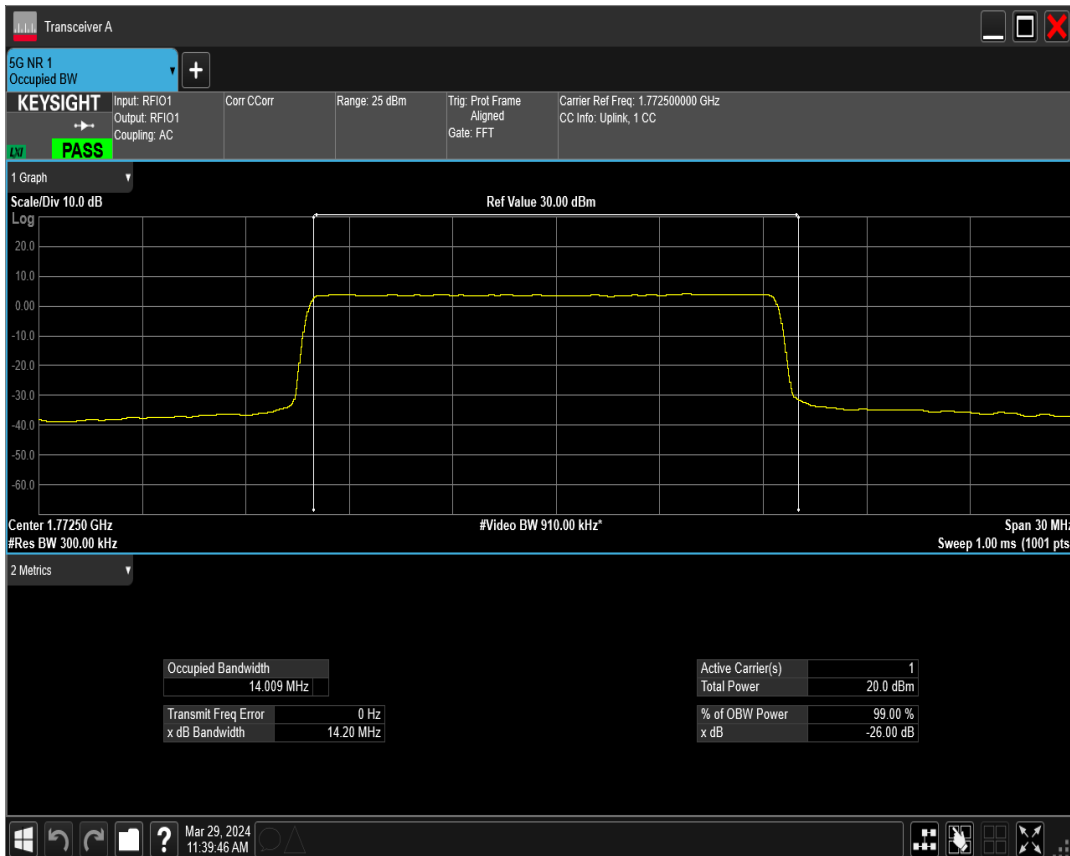 Transceiver A
5G NR 1
Occupied BW
+
KEYSIGHT
LXI
PASS
Input: RFIO1
Output: RFIO1
Coupling: AC
Corr CCorr
Range: 25 dBm
Trig: Prot Frame
Aligned
Gate: FFT
Carrier Ref Freq: 1.772500000 GHz
CC Info: Uplink, 1 CC
1 Graph
Scale/Div 10.0 dB
Ref Value 30.00 dBm
Log
20.0
10.0
0.00
-10.0
-20.0
-30.0
-40.0
-50.0
-60.0
Center 1.77250 GHz
#Video BW 910.00 kHz*
Span 30 MHz
#Res BW 300.00 kHz
Sweep 1.00 ms (1001 pts
2 Metrics
Occupied Bandwidth
14.009 MHz
Transmit Freq Error 0 Hz
x dB Bandwidth 14.20 MHz
Active Carrier(s) 1
Total Power 20.0 dBm
% of OBW Power 99.00 %
x dB -26.00 dB
?
Mar 29, 2024
11:39:46 AM